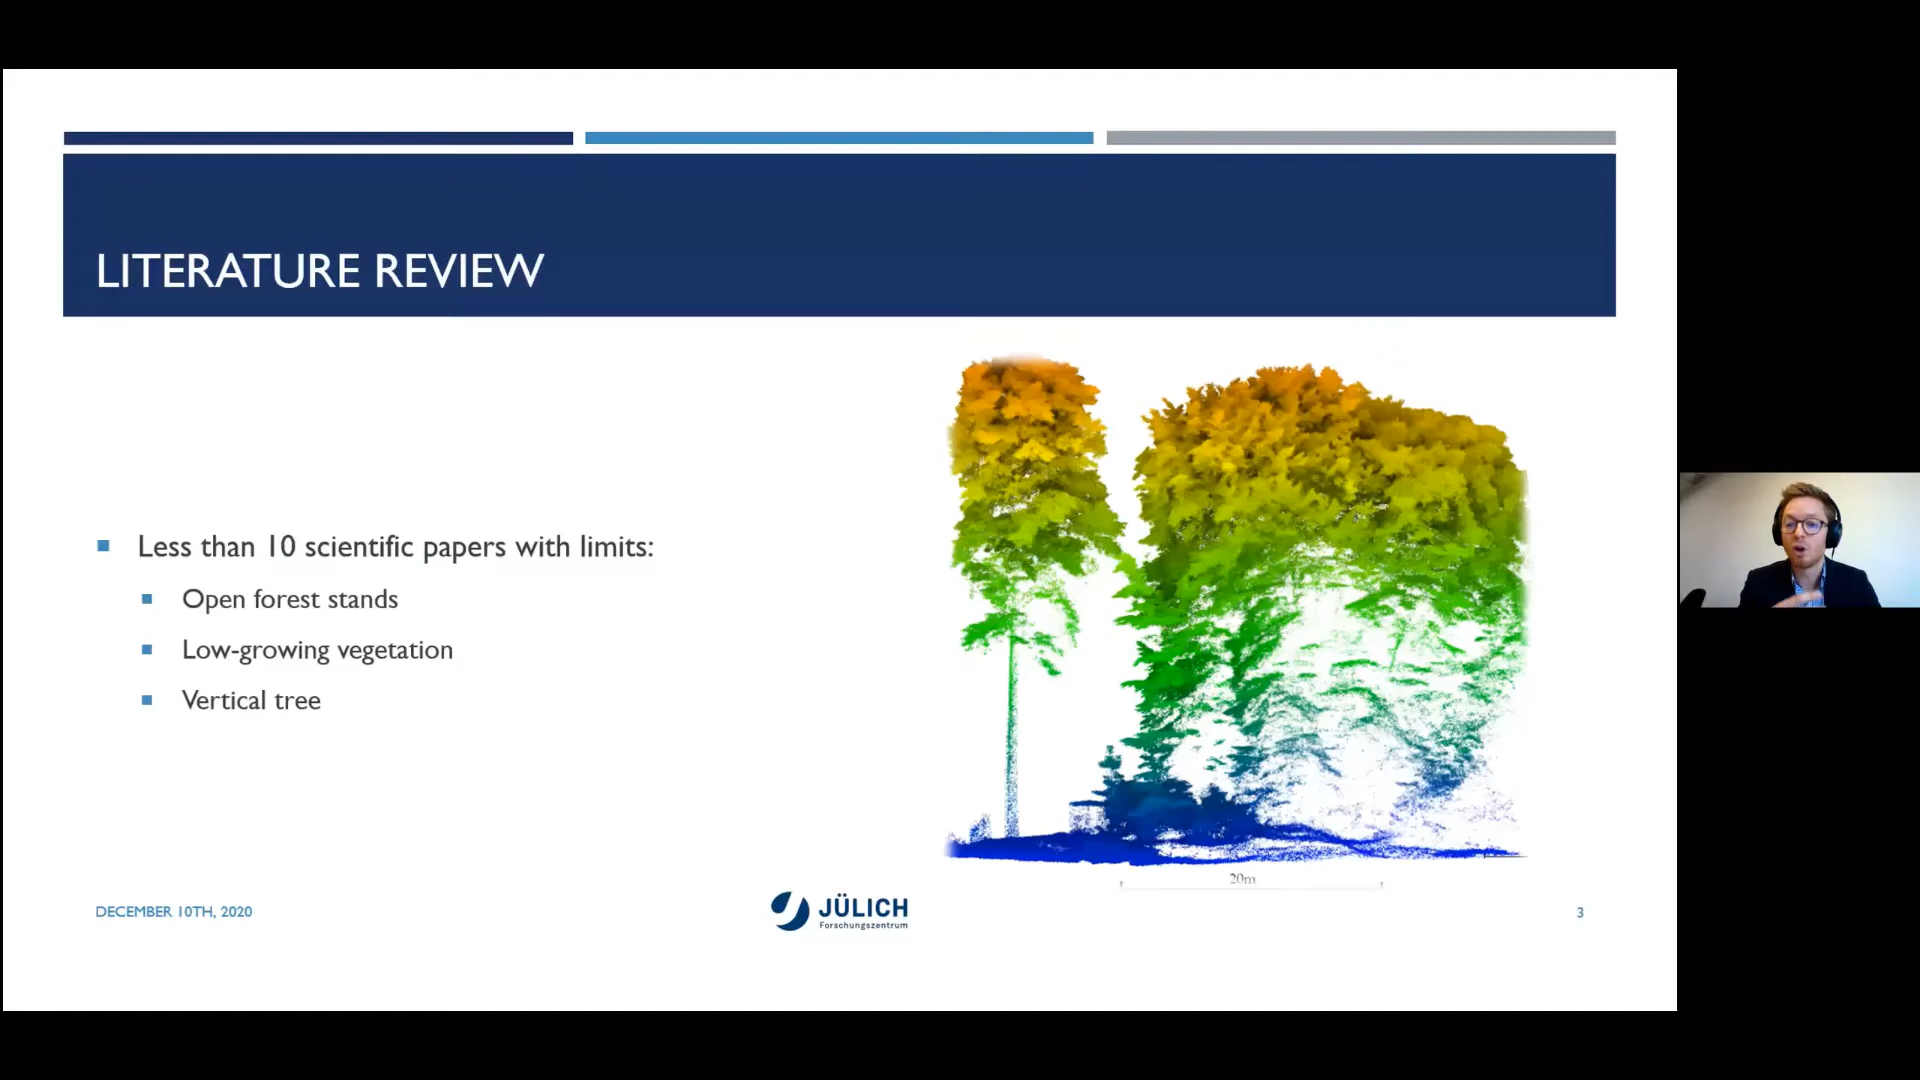 LITERATURE REVIEW
Less than 10 scientific papers with limits:
Open forest stands
Low-growing vegetation
Vertical tree
20m
DECEMBER 10TH, 2020
JÜLICH
Forschungszentrum
3